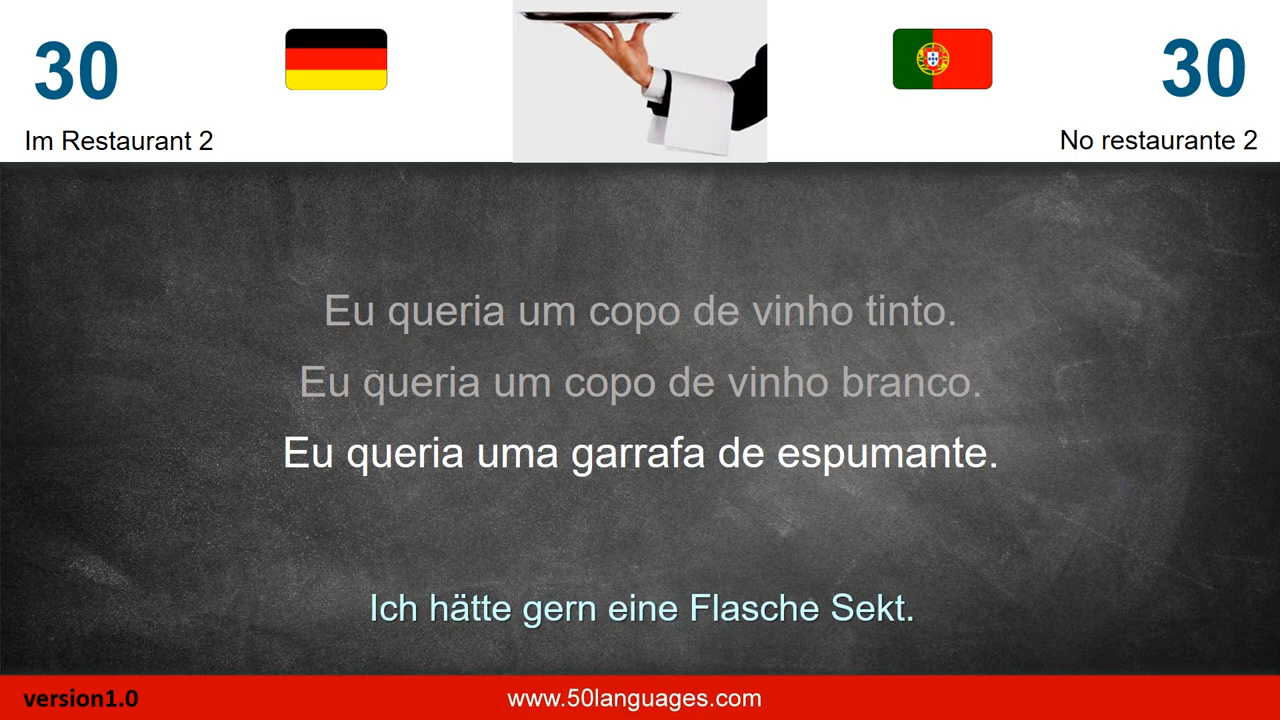 30
30
Im Restaurant 2
No restaurante 2
Eu queria um copo de vinho tinto.
Eu queria um copo de vinho branco.
Eu queria uma garrafa de espumante.
Ich hätte gern eine Flasche Sekt.
version1.0
www.50languages.com